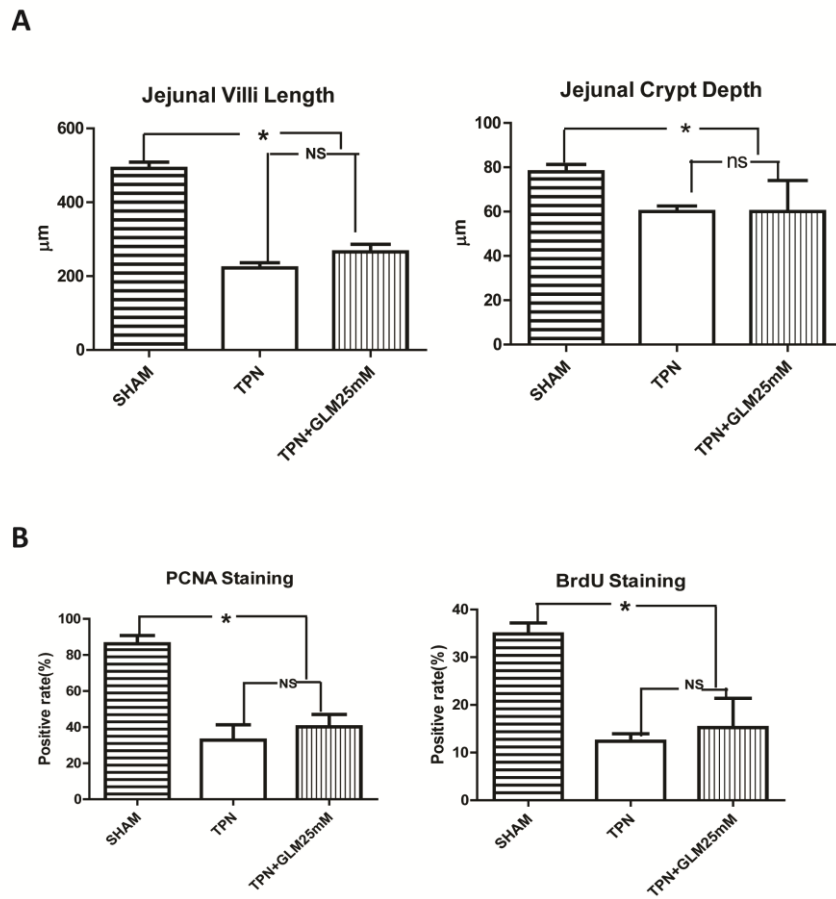 A
Jejunal Villi Length
600
400
200
0
μm
*
NS
SHAM
TPN
TPN+GLM25mM
Jejunal Crypt Depth
100
80
60
40
20
0
μm
*
ns
SHAM
TPN
TPN+GLM25mM
B
PCNA Staining
100
80
60
40
20
0
Positive rate(%)
*
NS
SHAM
TPN
TPN+GLM25mM
BrdU Staining
40
30
20
10
0
Positive rate(%)
*
NS
SHAM
TPN
TPN+GLM25mM